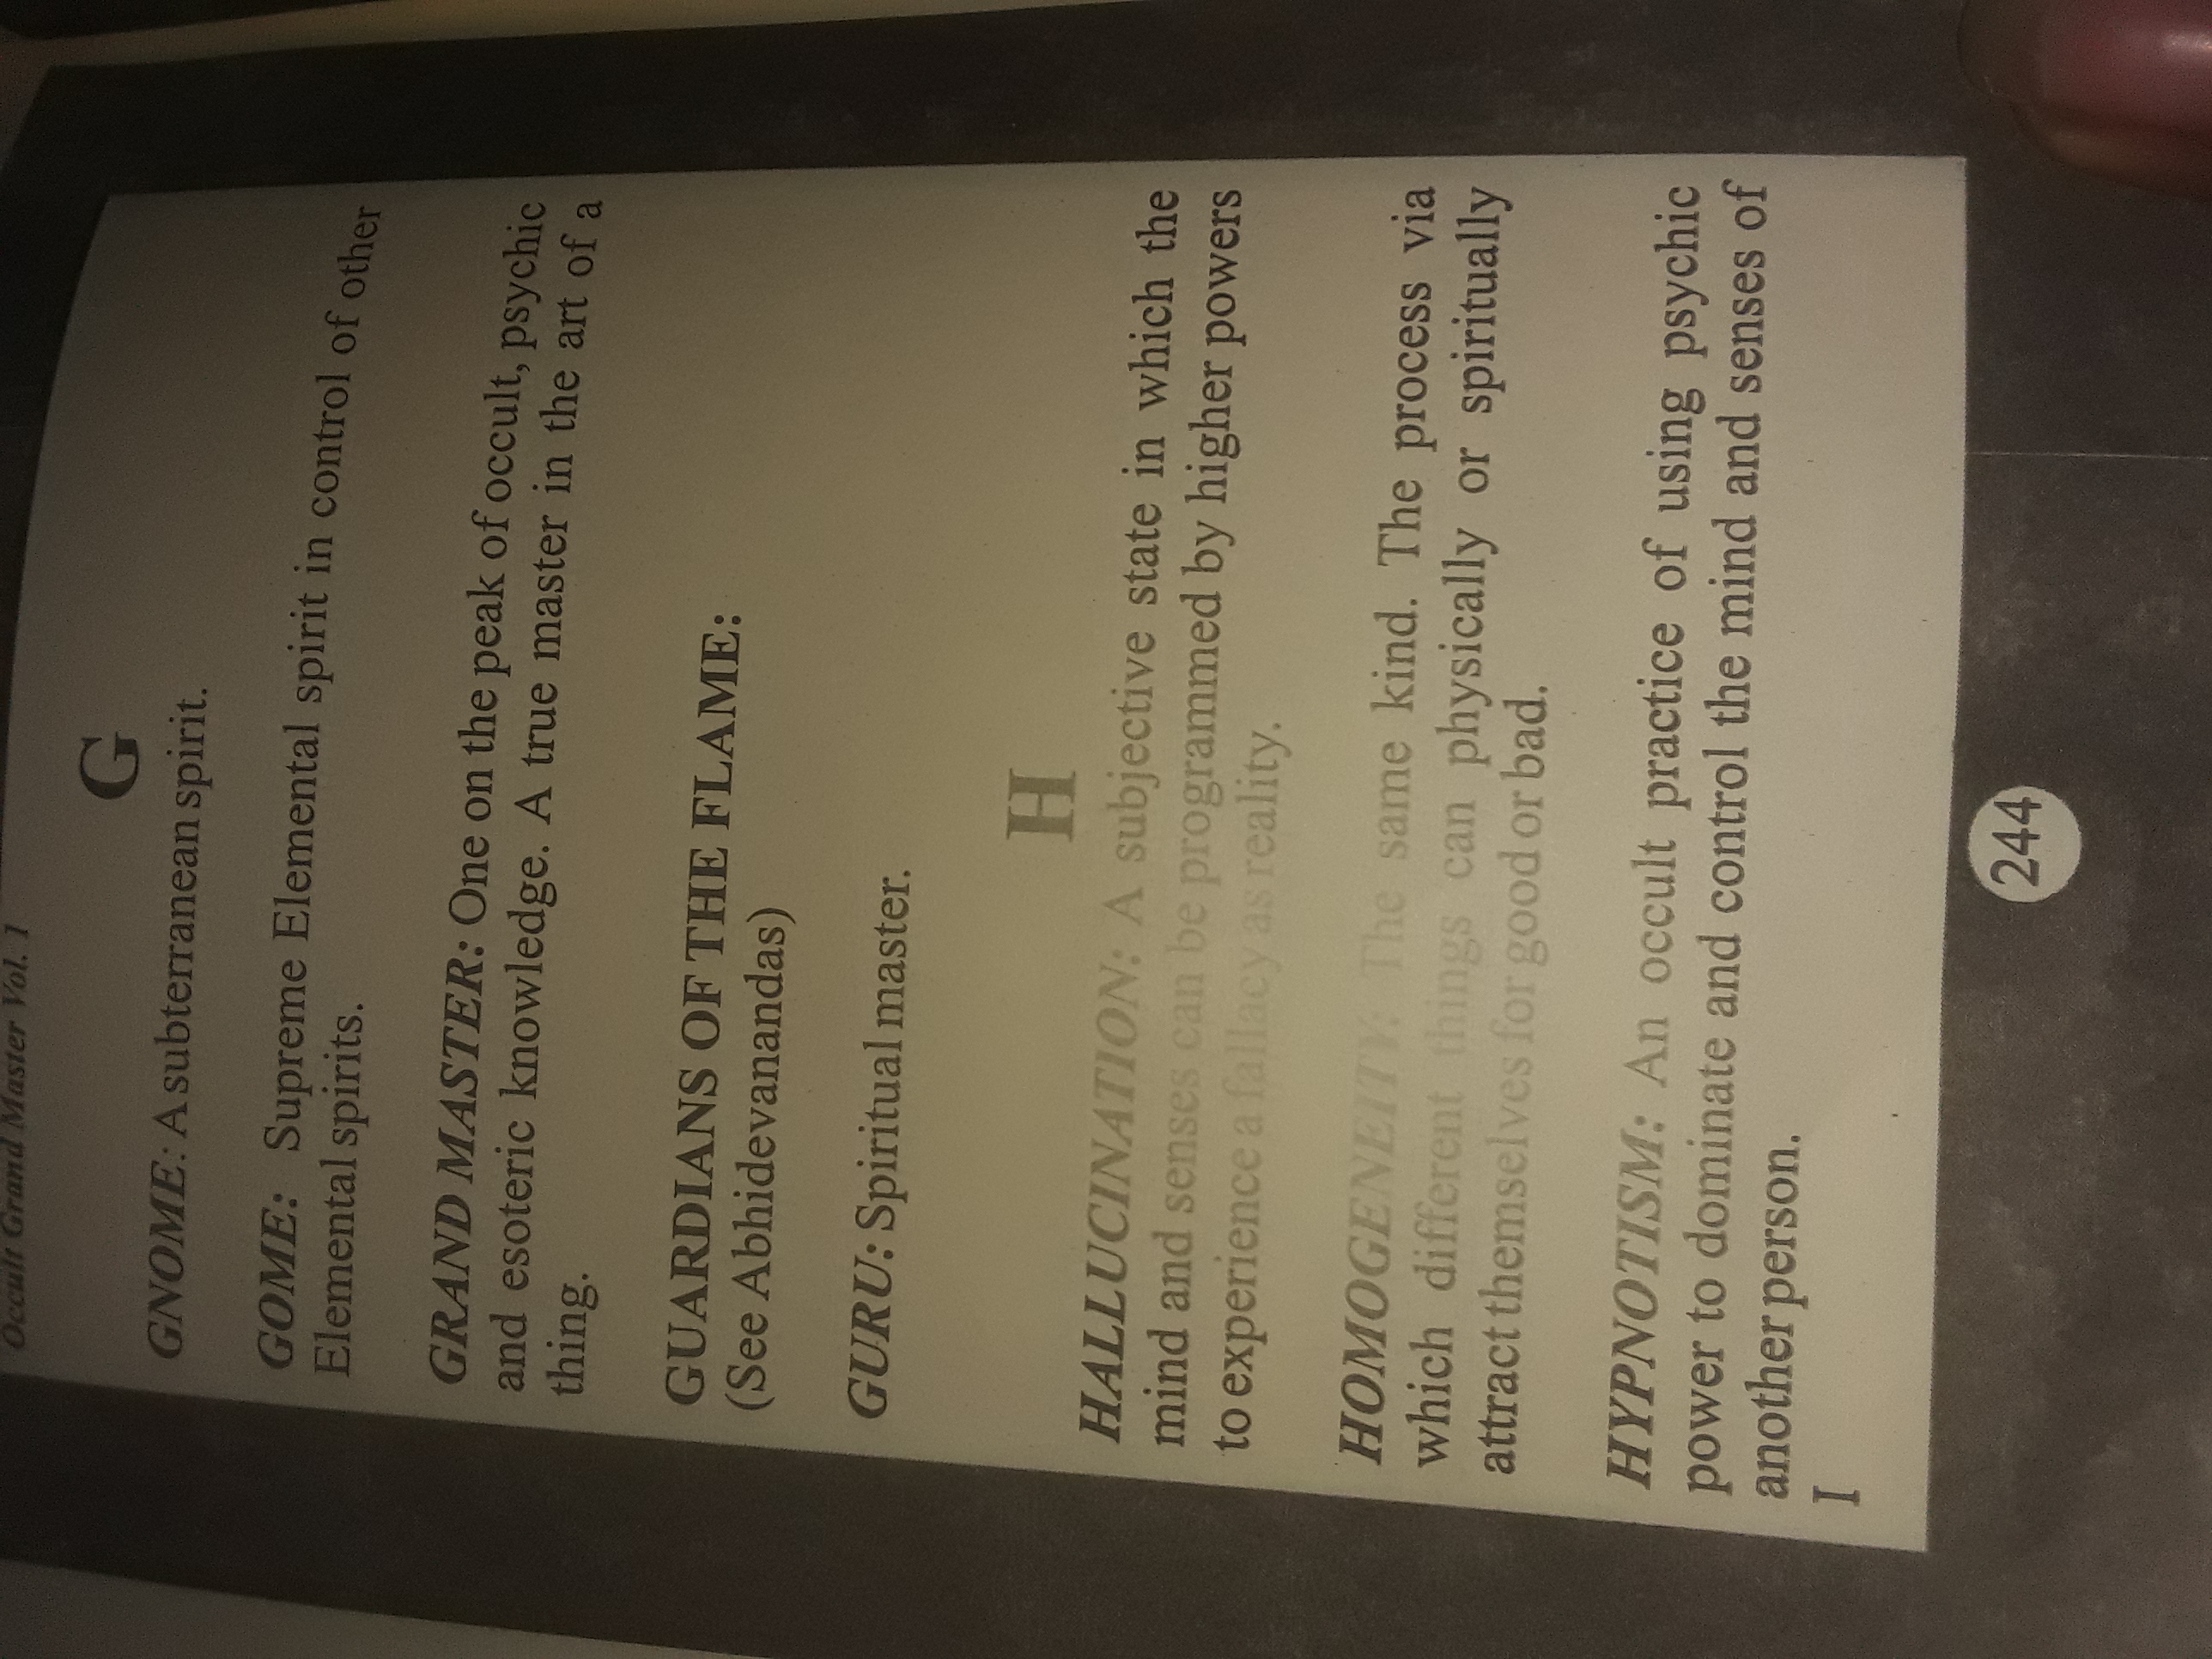 Occult Grand Master Vol. 1
G
GNOME: A subterranean spirit.
GOME: Supreme Elemental spirit in control of other
Elemental spirits.
GRAND MASTER: One on the peak of occult, psychic
and esoteric knowledge. A true master in the art of a
thing.
GUARDIANS OF THE FLAME:
(See Abhidevanandas)
GURU: Spiritual master.
H
HALLUCINATION: A subjective state in which the
mind and senses can be programmed by higher powers
to experience a fallacy as reality.
HOMOGENEITY: The same kind. The process via
which different things can physically or spiritually
attract themselves for good or bad.
HYPNOTISM: An occult practice of using psychic
power to dominate and control the mind and senses of
another person.
I
244